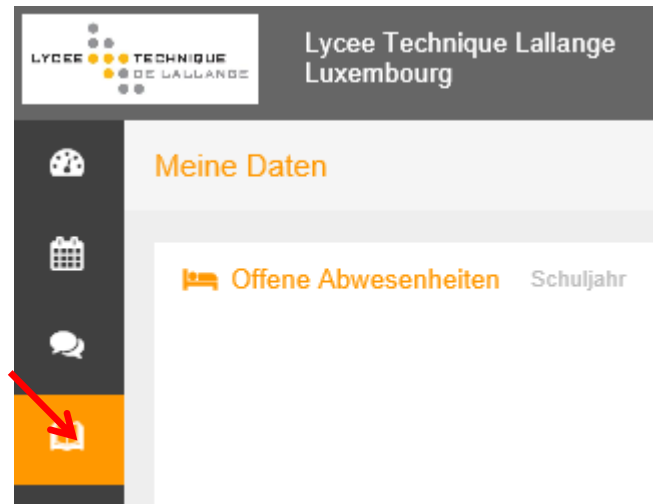 LYCEE TECHNIQUE
DE LALLANGE
Lycee Technique Lallange
Luxembourg
Meine Daten
Offene Abwesenheiten Schuljahr